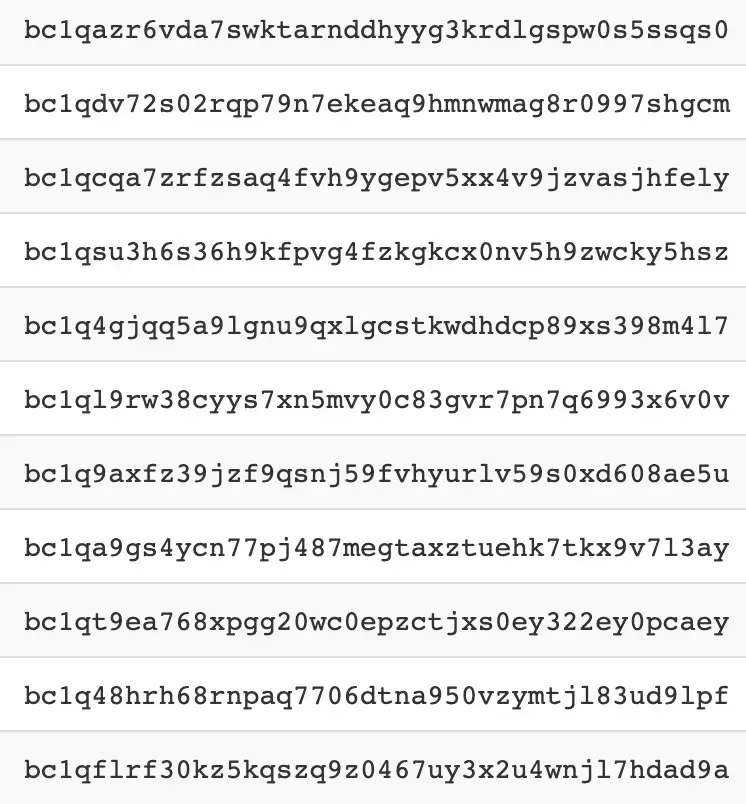 bc1qazr6vda7swktarnddhyyg3krdlgspw0s5ssqs0
bc1qdv72s02rqp79n7ekeaq9hmnwmag8r0997shgcm
bc1qcqa7zrfzsaq4fvh9ygepv5xx4v9jzvasjhfely
bc1qsu3h6s36h9kfpvg4fzkgkcx0nv5h9zwcky5hsz
bc1q4gjqq5a9lgnu9qxlgcstkwdhdcp89xs398m4l7
bc1ql9rw38cyys7xn5mvy0c83gvr7pn7q6993x6v0v
bc1q9axfz39jzf9qsnj59fvhyurlv59s0xd608ae5u
bc1qa9gs4ycn77pj487megtaxztuehk7tkx9v7l3ay
bc1qt9ea768xpgg20wc0epzctjxs0ey322ey0pcaey
bc1q48hrh68rnpaq7706dtna950vzymtjl83ud9lpf
bc1qflrf30kz5kqszq9z0467uy3x2u4wnjl7hdad9a